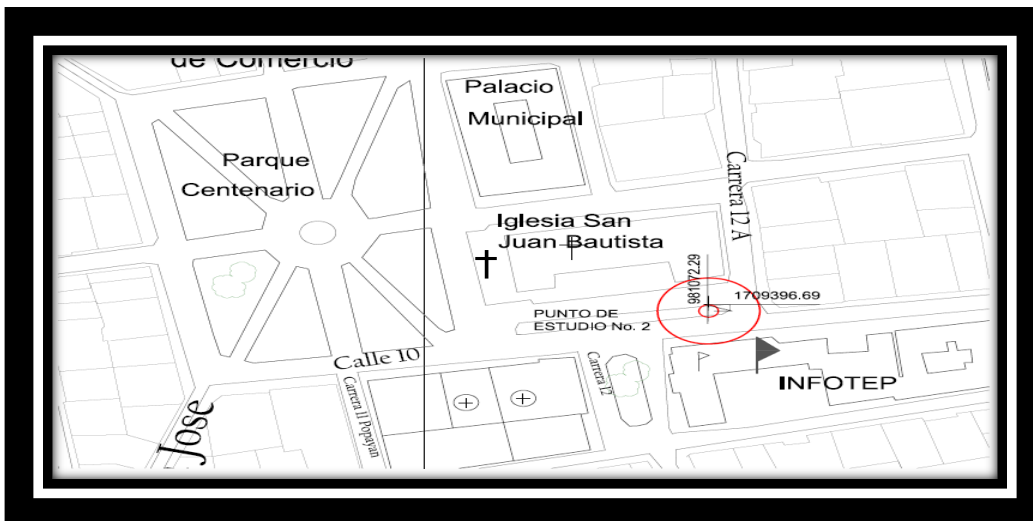 de Comercio
Palacio
Municipal
Parque
Centenario
Carrera 12 A
Iglesia San
Juan Bautista
981072.29
1709396.69
PUNTO DE
ESTUDIO No. 2
Calle 10
Carrera 12
Carrera 11 Popayan
INFOTEP
Jose